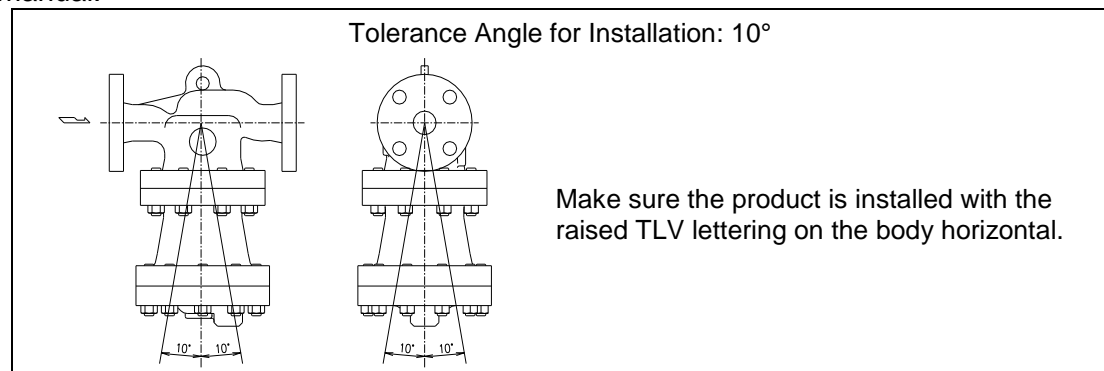 manual.
Tolerance Angle for Installation: 10°
Make sure the product is installed with the
raised TLV lettering on the body horizontal.
10° 10° 10° 10°